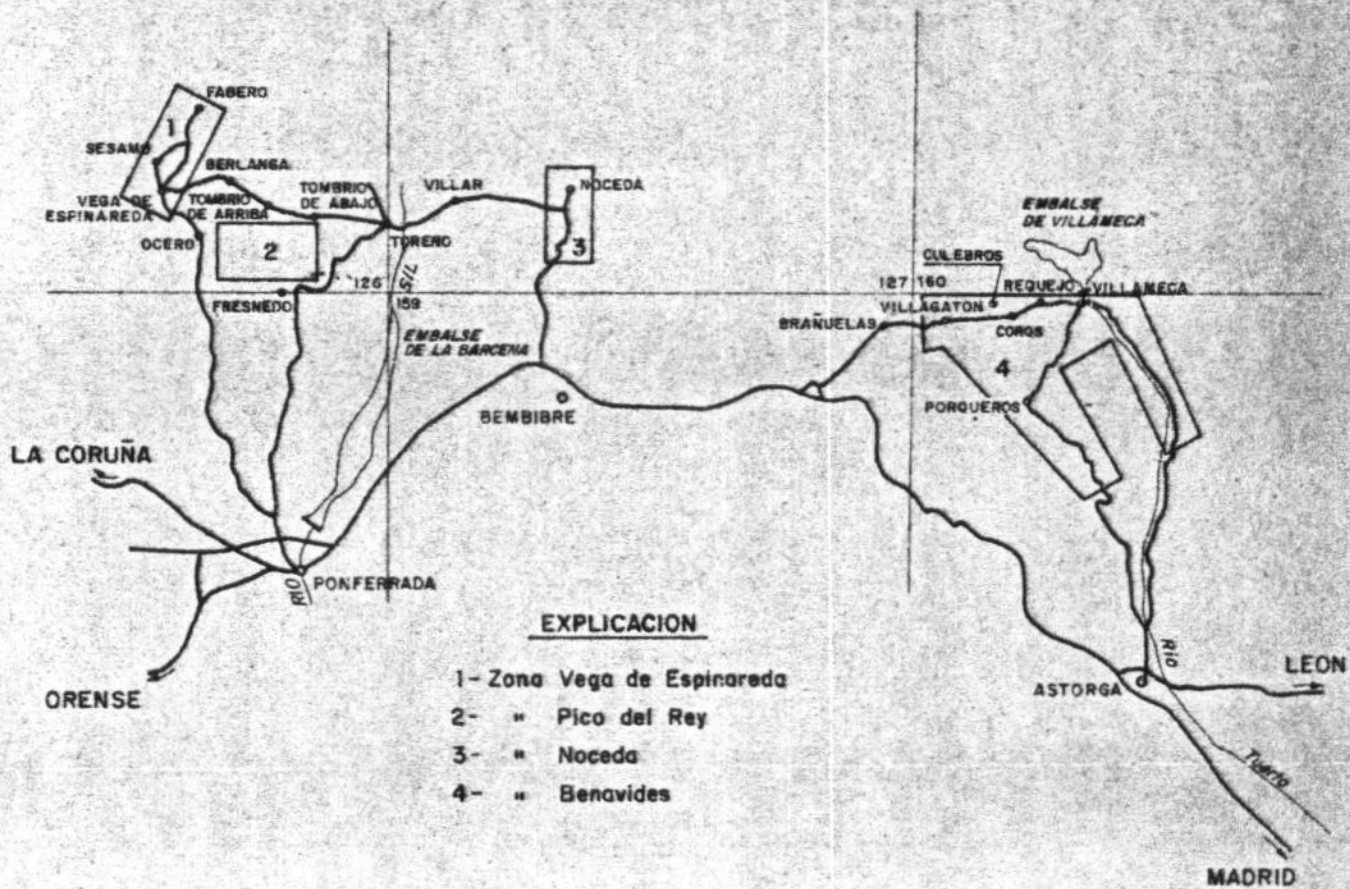 FABERO
1
SESAMO
BERLANGA
VEGA DE
ESPINAREDA
TOMBRIO
DE ARRIBA
TOMBRIO
DE ABAJO
VILLAR
NOCEDA
OCERO
2
TORENO
3
SIL
FRESNEDO
126
159
EMBALSE
DE LA BARCENA
EMBALSE
DE VILLAMECA
CULEBROS
127 160
REQUEJO
VILLAMECA
VILLAGATON
BRAÑUELAS
COROS
4
PORQUEROS
BEMBIBRE
LA CORUÑA
RIO
PONFERRADA
ORENSE
RIO
LEON
ASTORGA
Tuerto
MADRID
EXPLICACION
1- Zona Vega de Espinareda
2- " Pico del Rey
3- " Noceda
4- " Benavides